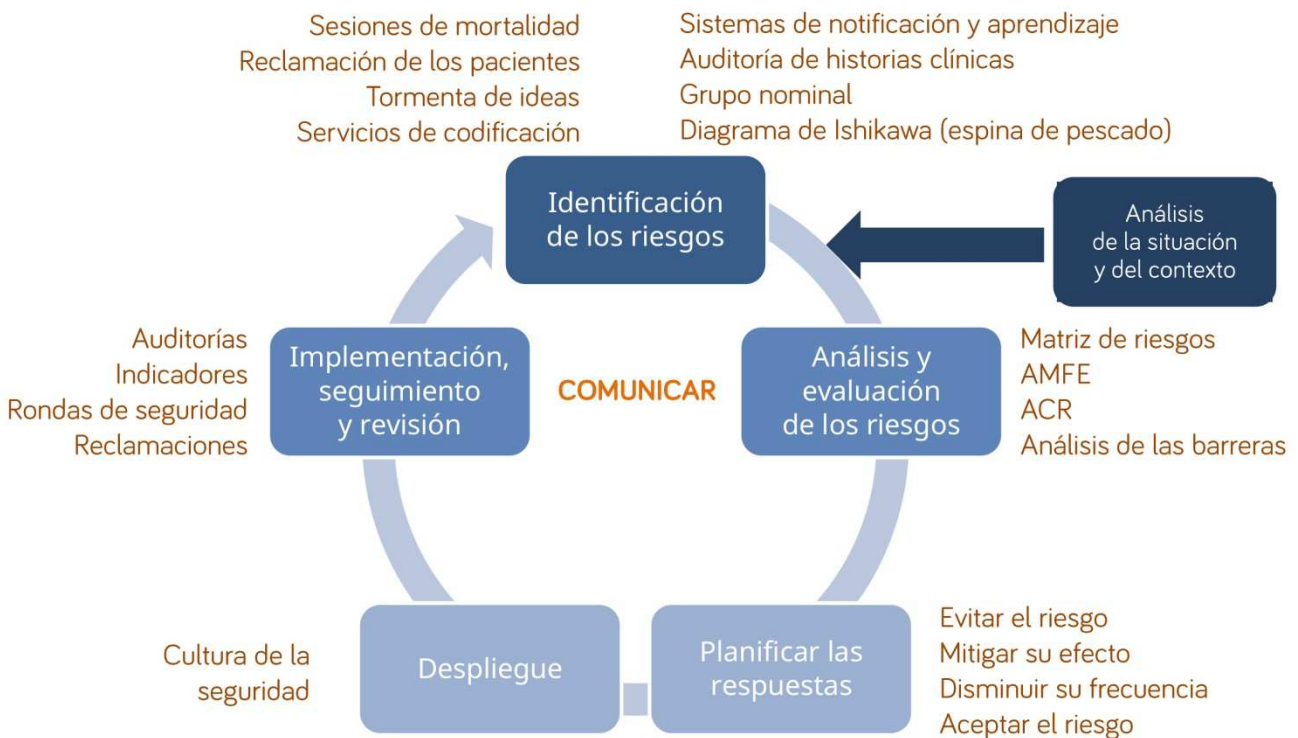 Sesiones de mortalidad
Reclamación de los pacientes
Tormenta de ideas
Servicios de codificación
Sistemas de notificación y aprendizaje
Auditoría de historias clínicas
Grupo nominal
Diagrama de Ishikawa (espina de pescado)
Identificación
de los riesgos
Análisis
de la situación
y del contexto
Auditorías
Indicadores
Rondas de seguridad
Reclamaciones
Implementación,
seguimiento
y revisión
COMUNICAR
Análisis y
evaluación
de los riesgos
Matriz de riesgos
AMFE
ACR
Análisis de las barreras
Cultura de la
seguridad
Despliegue
Planificar las
respuestas
Evitar el riesgo
Mitigar su efecto
Disminuir su frecuencia
Aceptar el riesgo